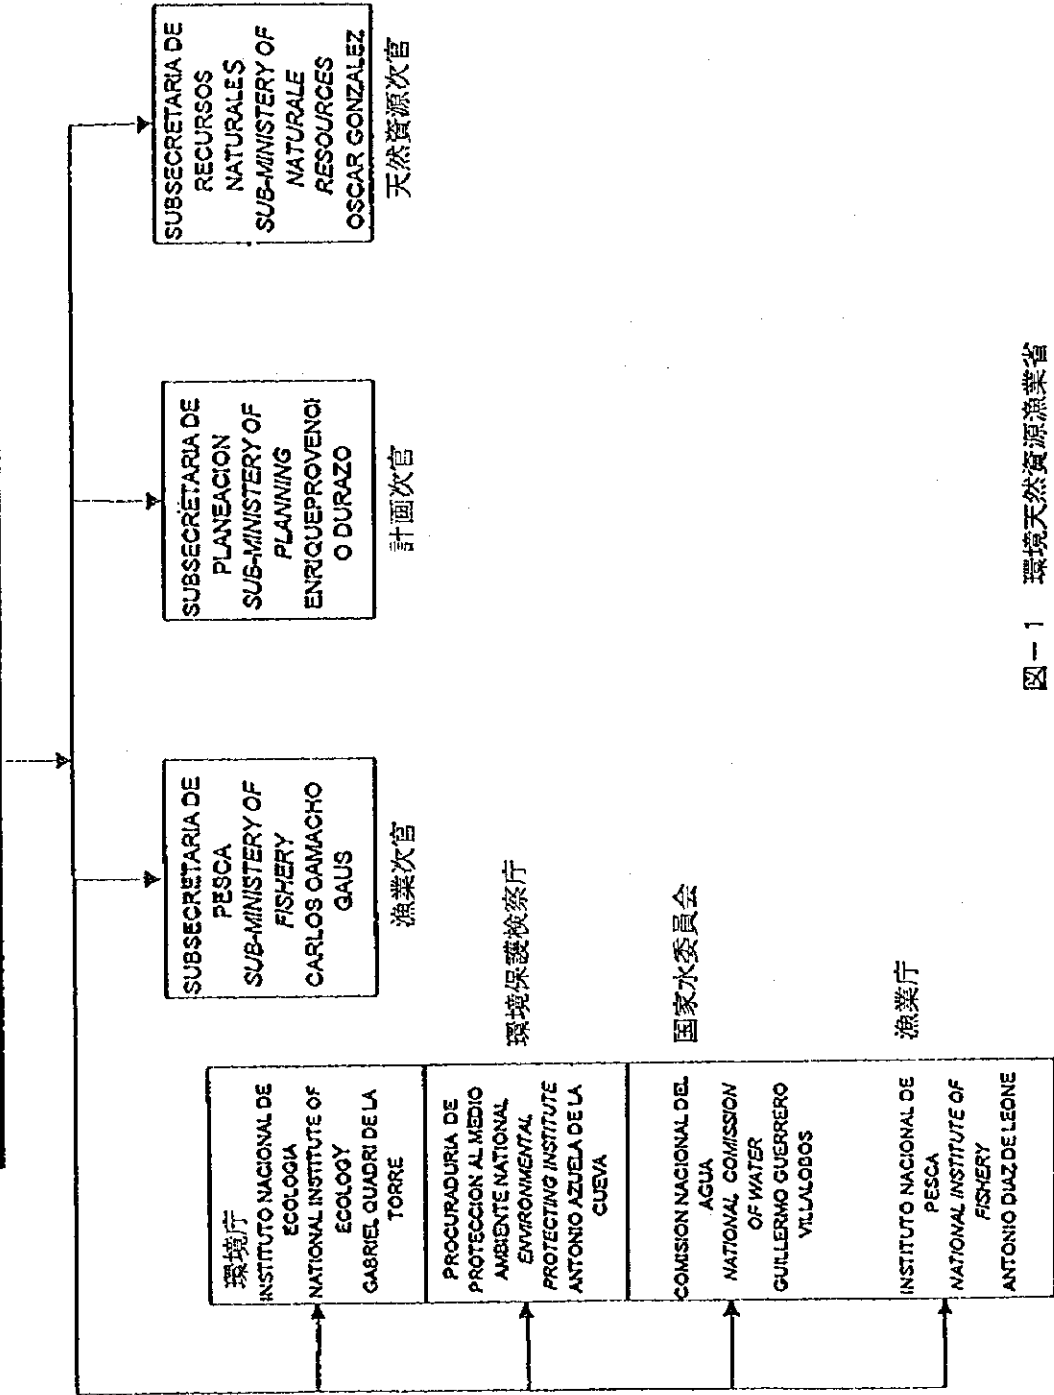 SUBSECRETARIA DE
PESCA
SUB-MINISTERY OF
FISHERY
CARLOS CAMACHO
GAUS
漁業次官
SUBSECRETARIA DE
PLANEACION
SUB-MINISTERY OF
PLANNING
ENRIQUEPROVENOI
O DURAZO
計画次官
SUBSECRETARIA DE
RECURSOS
NATURALES
SUB-MINISTERY OF
NATURALE
RESOURCES
OSCAR GONZALEZ
天然資源次官
環境庁
INSTITUTO NACIONAL DE
ECOLOGIA
NATIONAL INSTITUTE OF
ECOLOGY
GABRIEL QUADRI DE LA
TORRE
PROCURADURIA DE
PROTECCION AL MEDIO
AMBIENTE NATIONAL
ENVIRONMENTAL
PROTECTING INSTITUTE
ANTONIO AZUELA DE LA
CUEVA
環境保護検察庁
COMISION NACIONAL DEL
AGUA
NATIONAL COMISSION
OF WATER
GUILLERMO GUERRERO
VILLALOBOS
国家水委員会
INSTITUTO NACIONAL DE
PESCA
NATIONAL INSTITUTE OF
FISHERY
ANTONIO DIAZ DE LEONE
漁業庁
図－1 環境天然資源漁業省